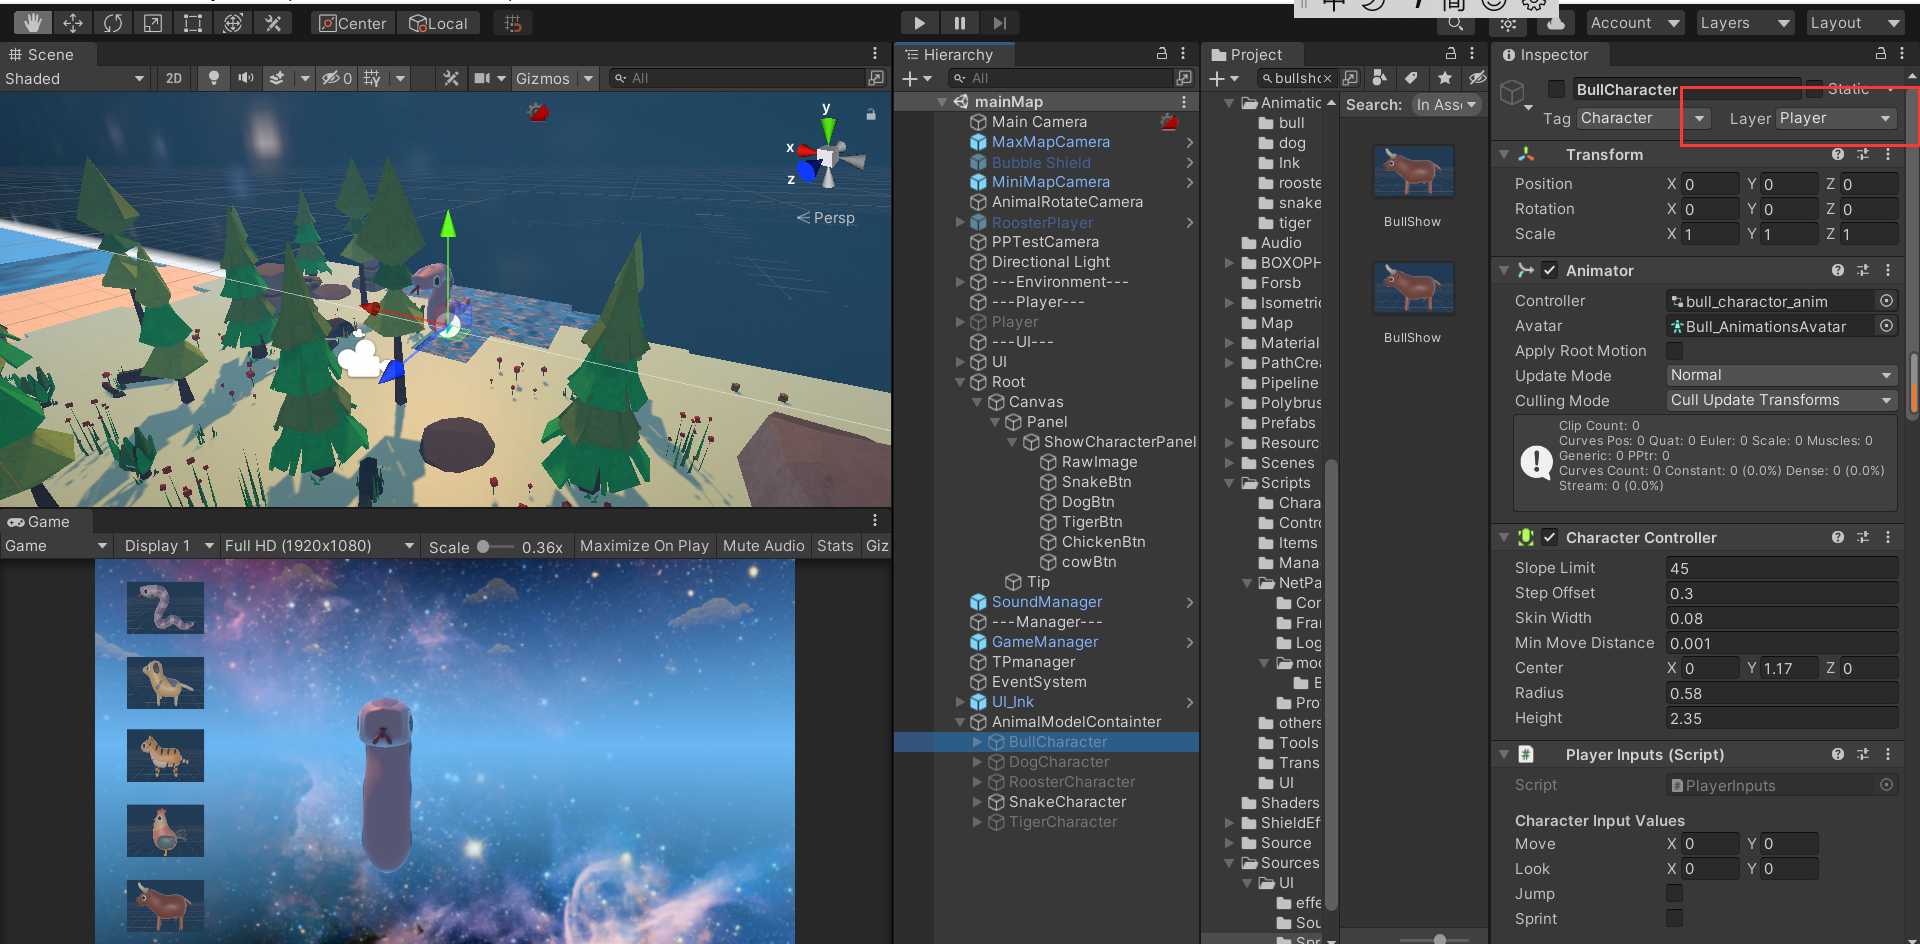 Center
Local
Account
Layers
Layout
Scene
Shaded
2D
0
Gizmos
All
y
x
z
Persp
Game
Game
Display 1
Full HD (1920x1080)
Scale
0.36x
Maximize On Play
Mute Audio
Stats
Giz
Hierarchy
All
mainMap
Main Camera
MaxMapCamera
Bubble Shield
MiniMapCamera
AnimalRotateCamera
RoosterPlayer
PPTestCamera
Directional Light
---Environment---
---Player---
Player
---UI---
UI
Root
Canvas
Panel
ShowCharacterPanel
RawImage
SnakeBtn
DogBtn
TigerBtn
ChickenBtn
cowBtn
Tip
SoundManager
---Manager---
GameManager
TPmanager
EventSystem
UI_Ink
AnimalModelContainter
BullCharacter
DogCharacter
RoosterCharacter
SnakeCharacter
TigerCharacter
Project
bullsh
Animatic
bull
dog
Ink
rooste
snake
tiger
Audio
BOXOPH
Forsb
Isometric
Map
Material
PathCrea
Pipeline
Polybrus
Prefabs
Resourc
Scenes
Scripts
Chara
Contro
Items
Mana
NetPa
Cor
Fra
Log
moc
B
Pro
others
Tools
Trans
UI
Shaders
ShieldEf
Source
Sources
UI
effe
Sou
Spr
Search:
In Ass
BullShow
BullShow
Inspector
BullCharacter
Static
Tag
Character
Layer
Player
Transform
Position
X 0 Y 0 Z 0
Rotation
X 0 Y 0 Z 0
Scale
X 1 Y 1 Z 1
Animator
Controller
bull_charactor_anim
Avatar
Bull_AnimationsAvatar
Apply Root Motion
Update Mode
Normal
Culling Mode
Cull Update Transforms
Clip Count: 0
Curves Pos: 0 Quat: 0 Euler: 0 Scale: 0 Muscles: 0
Generic: 0 PPtr: 0
Curves Count: 0 Constant: 0 (0.0%) Dense: 0 (0.0%)
Stream: 0 (0.0%)
Character Controller
Slope Limit
45
Step Offset
0.3
Skin Width
0.08
Min Move Distance
0.001
Center
X 0 Y 1.17 Z 0
Radius
0.58
Height
2.35
Player Inputs (Script)
Script
PlayerInputs
Character Input Values
Move
X 0 Y 0
Look
X 0 Y 0
Jump
Sprint